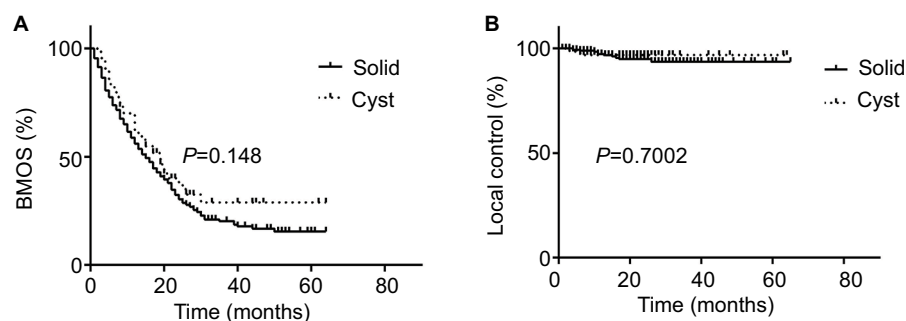 A
BMOS (%)
100
50
0
Solid
Cyst
P=0.148
0 20 40 60 80
Time (months)
B
Local control (%)
100
50
0
Solid
Cyst
P=0.7002
0 20 40 60 80
Time (months)